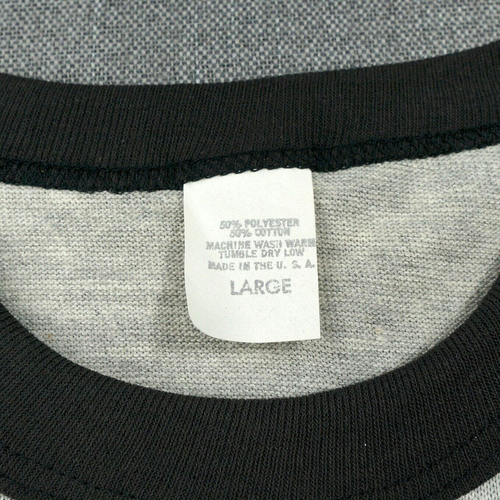 50% POLYESTER
50% COTTON
MACHINE WASH WARM
TUMBLE DRY LOW
MADE IN THE U. S. A.
LARGE